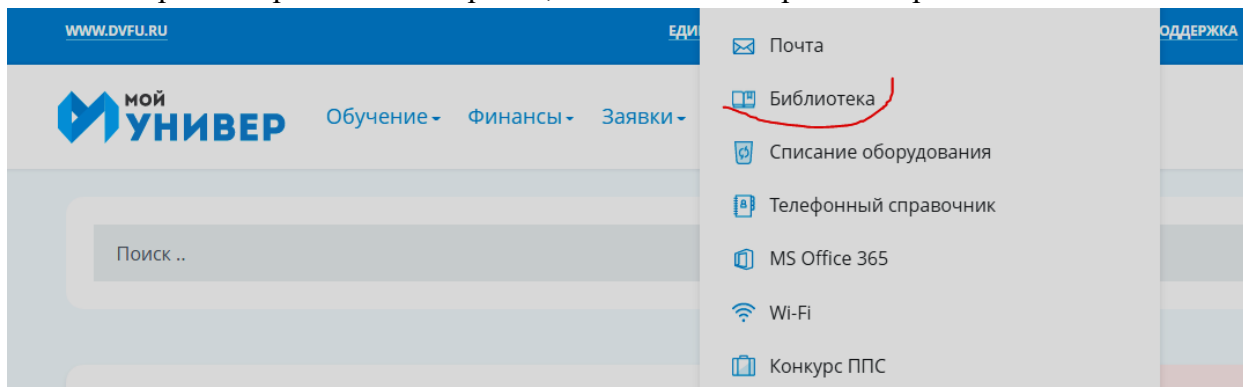 WWW.DVFU.RU
мой
УНИВЕР
Обучение
Финансы
Заявки
Почта
Библиотека
Списание оборудования
Телефонный справочник
MS Office 365
Wi-Fi
Конкурс ППС
Поиск ..